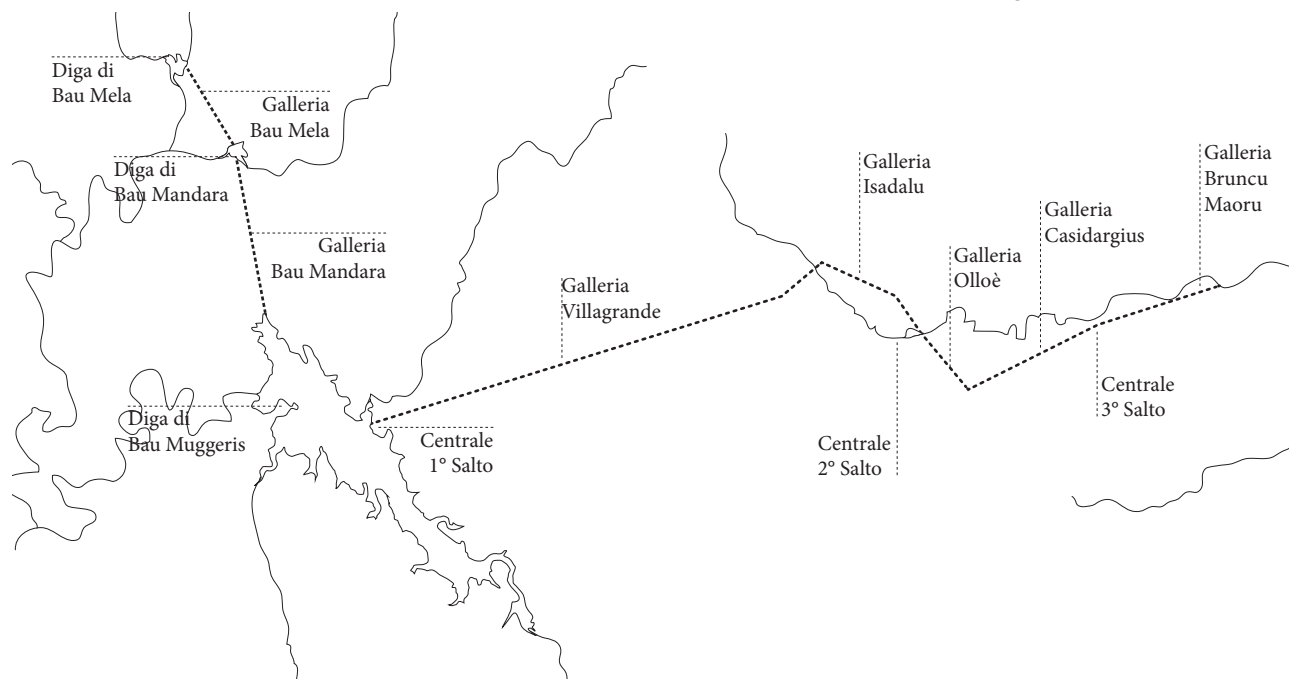 Diga di
Bau Mela
Galleria
Bau Mela
Diga di
Bau Mandara
Galleria
Bau Mandara
Galleria
Villagrande
Diga di
Bau Muggeris
Centrale
1° Salto
Galleria
Isadalu
Galleria
Olloè
Galleria
Casidargius
Galleria
Bruncu
Maoru
Centrale
2° Salto
Centrale
3° Salto